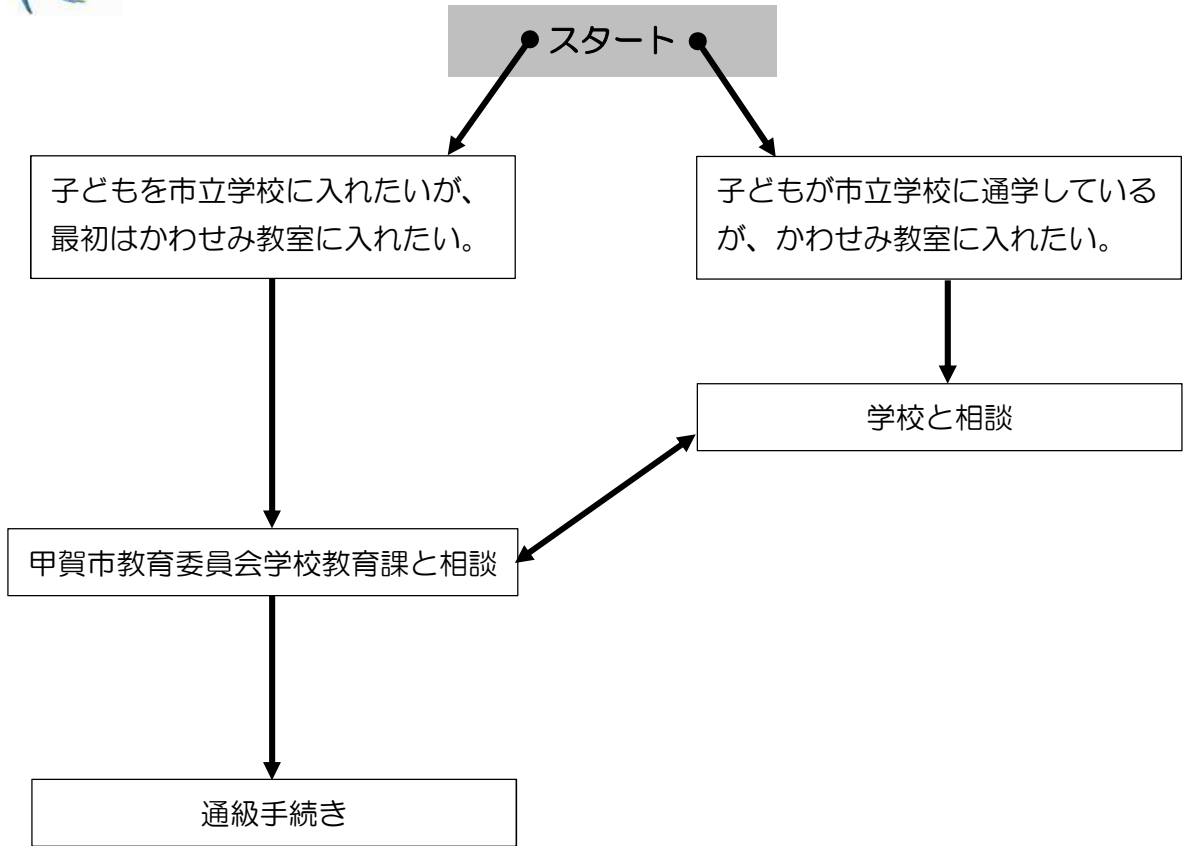 スタート
子どもを市立学校に入れたいが、
最初はかわせみ教室に入れたい。
子どもが市立学校に通学している
が、かわせみ教室に入れたい。
学校と相談
甲賀市教育委員会学校教育課と相談
通級手続き